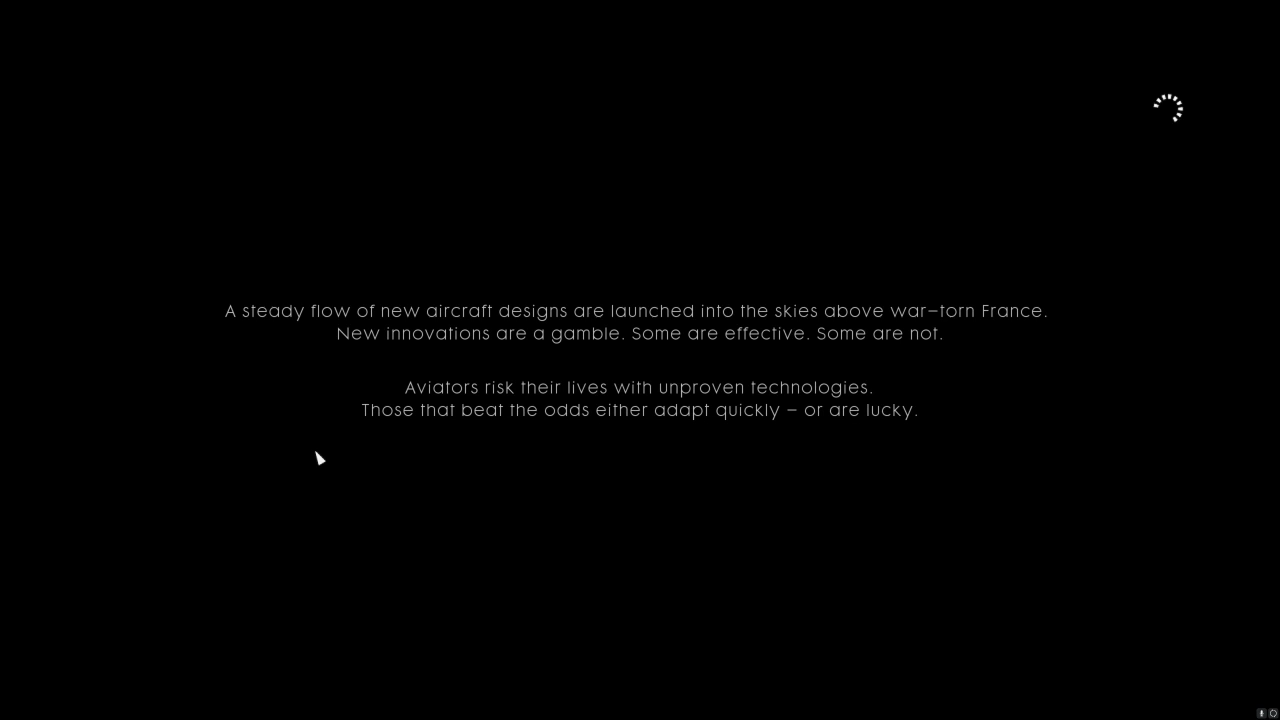 A steady flow of new aircraft designs are launched into the skies above war–torn France.
New innovations are a gamble. Some are effective. Some are not.
Aviators risk their lives with unproven technologies.
Those that beat the odds either adapt quickly – or are lucky.